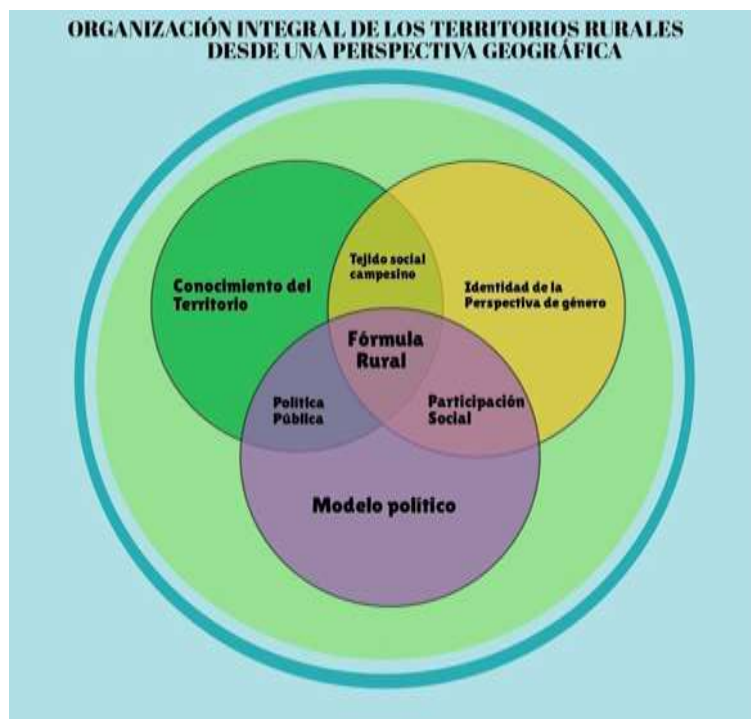 ORGANIZACIÓN INTEGRAL DE LOS TERRITORIOS RURALES
DESDE UNA PERSPECTIVA GEOGRÁFICA
Tejido social
campesino
Conocimiento del
Territorio
Identidad de la
Perspectiva de género
Fórmula
Rural
Política
Pública
Participación
Social
Modelo político